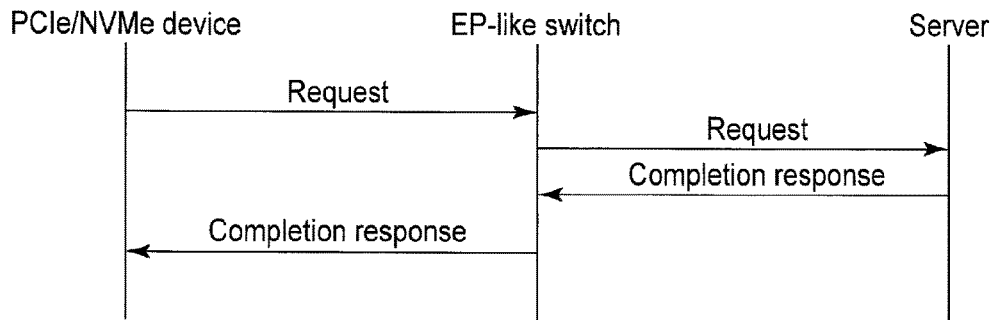 PCIe/NVMe device EP-like switch Server
Request
Request
Completion response
Completion response